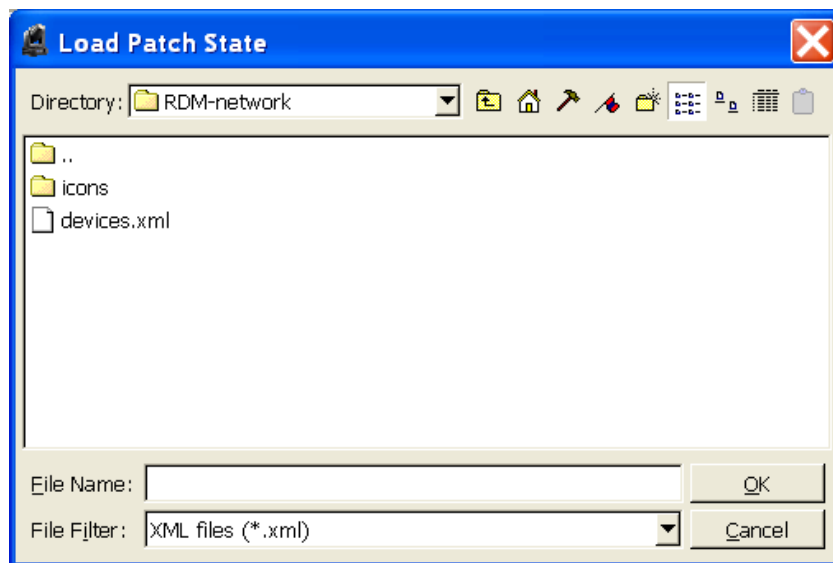 Load Patch State
Directory: RDM-network
..
icons
devices.xml
File Name: OK
File Filter: XML files (*.xml) Cancel